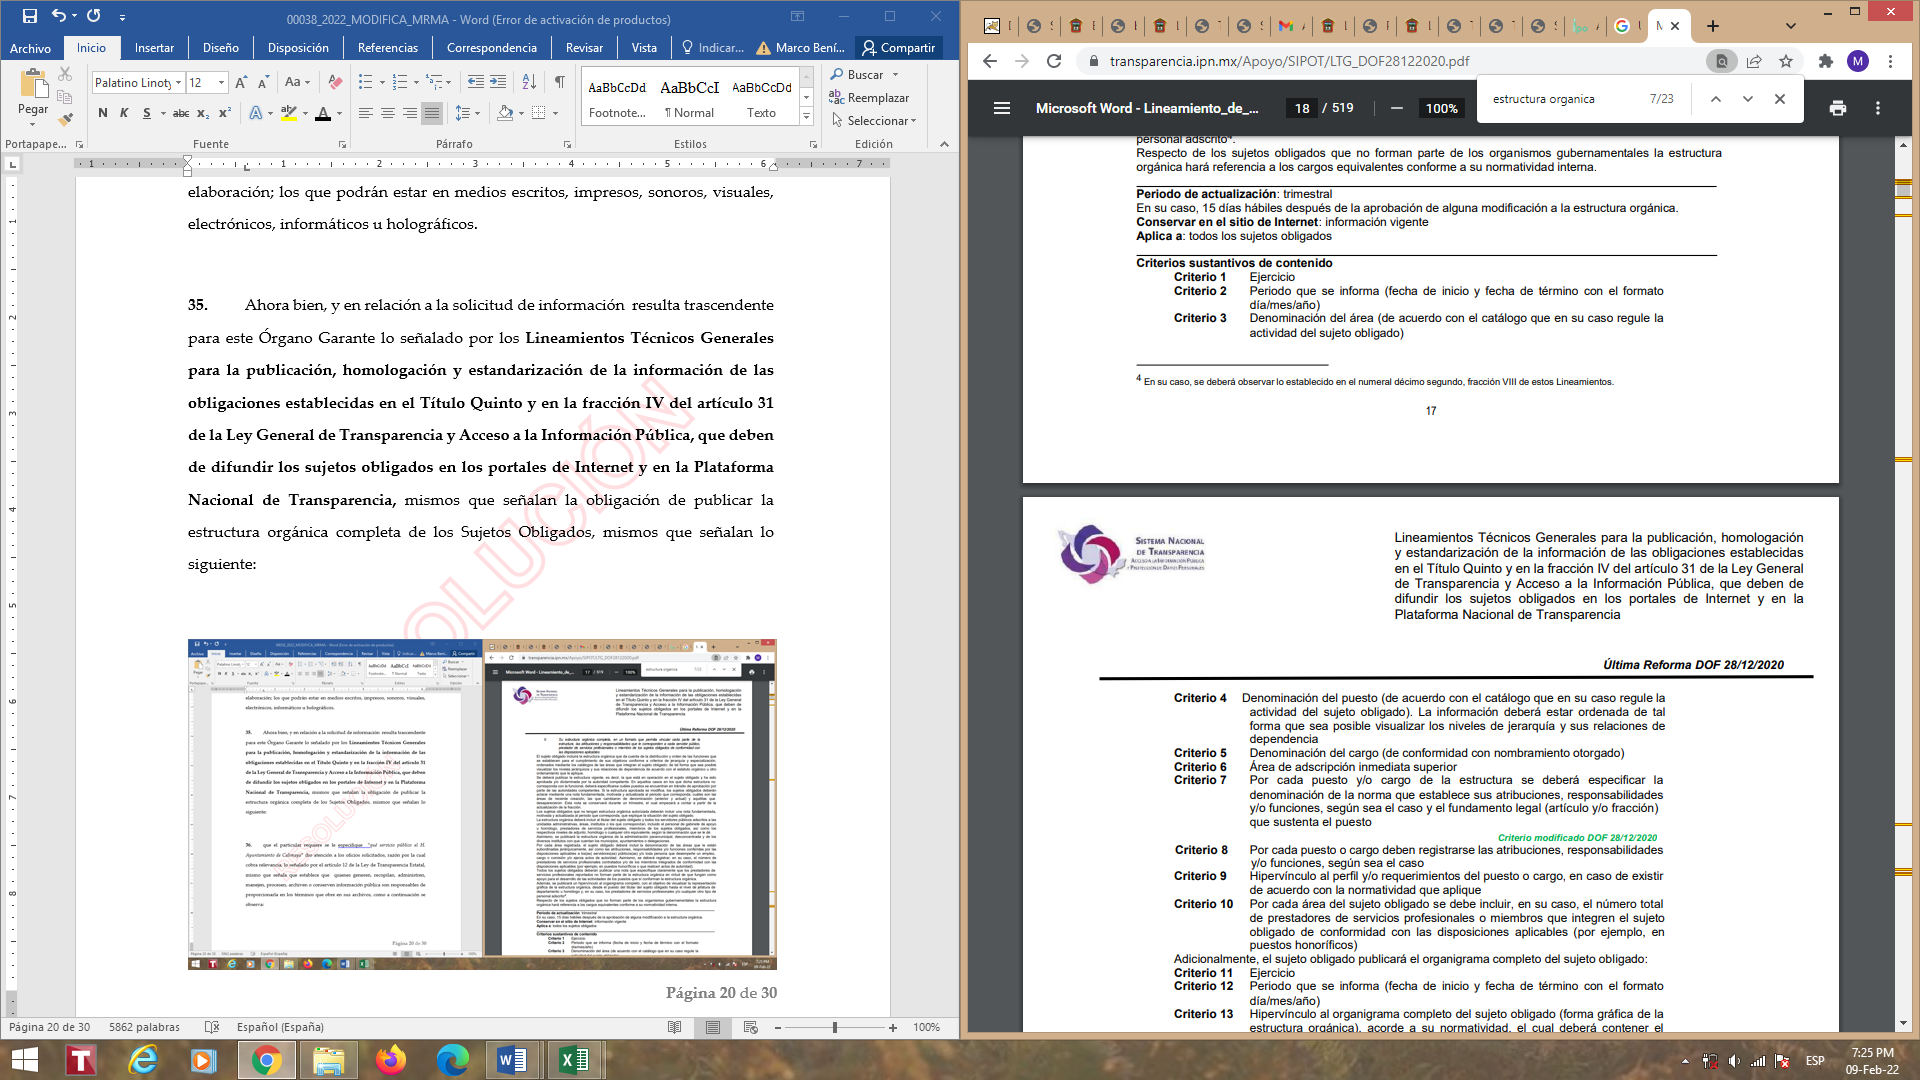 00038_2022_MODIFICA_MRMA - Word (Error de activación de productos)
Archivo Inicio Insertar Diseño Disposición Referencias Correspondencia Revisar Vista Indicar... Marco Bení... Compartir
Pegar
Palatino Linoty 12
Aa
N K S abc x₂ x²
AaBbCcDd AaBbCcI AaBbCcDd
Footnote... ¶ Normal Texto
Buscar
Reemplazar
Seleccionar
Portapape... Fuente Párrafo Estilos Edición
elaboración; los que podrán estar en medios escritos, impresos, sonoros, visuales,
electrónicos, informáticos u holográficos.
35. Ahora bien, y en relación a la solicitud de información resulta trascendente
para este Órgano Garante lo señalado por los Lineamientos Técnicos Generales
para la publicación, homologación y estandarización de la información de las
obligaciones establecidas en el Título Quinto y en la fracción IV del artículo 31
de la Ley General de Transparencia y Acceso a la Información Pública, que deben
de difundir los sujetos obligados en los portales de Internet y en la Plataforma
Nacional de Transparencia, mismos que señalan la obligación de publicar la
estructura orgánica completa de los Sujetos Obligados, mismos que señalan lo
siguiente:
OLUCIÓN
Página 20 de 30
Página 20 de 30 5862 palabras Español (España) 100%
transparencia.ipn.mx/Apoyo/SIPOT/LTG_DOF28122020.pdf
M
estructura organica 7/23
Microsoft Word - Lineamiento_de_... 18 / 519 100%
personal adscrito⁴.
Respecto de los sujetos obligados que no forman parte de los organismos gubernamentales la estructura
orgánica hará referencia a los cargos equivalentes conforme a su normatividad interna.
Periodo de actualización: trimestral
En su caso, 15 días hábiles después de la aprobación de alguna modificación a la estructura orgánica.
Conservar en el sitio de Internet: información vigente
Aplica a: todos los sujetos obligados
Criterios sustantivos de contenido
Criterio 1 Ejercicio
Criterio 2 Periodo que se informa (fecha de inicio y fecha de término con el formato
día/mes/año)
Criterio 3 Denominación del área (de acuerdo con el catálogo que en su caso regule la
actividad del sujeto obligado)
4 En su caso, se deberá observar lo establecido en el numeral décimo segundo, fracción VIII de estos Lineamientos.
17
SISTEMA NACIONAL
DE TRANSPARENCIA
ACCESO A LA INFORMACIÓN PÚBLICA
Y PROTECCIÓN DE DATOS PERSONALES
Lineamientos Técnicos Generales para la publicación, homologación
y estandarización de la información de las obligaciones establecidas
en el Título Quinto y en la fracción IV del artículo 31 de la Ley General
de Transparencia y Acceso a la Información Pública, que deben de
difundir los sujetos obligados en los portales de Internet y en la
Plataforma Nacional de Transparencia
Última Reforma DOF 28/12/2020
Criterio 4 Denominación del puesto (de acuerdo con el catálogo que en su caso regule la
actividad del sujeto obligado). La información deberá estar ordenada de tal
forma que sea posible visualizar los niveles de jerarquía y sus relaciones de
dependencia
Criterio 5 Denominación del cargo (de conformidad con nombramiento otorgado)
Criterio 6 Área de adscripción inmediata superior
Criterio 7 Por cada puesto y/o cargo de la estructura se deberá especificar la
denominación de la norma que establece sus atribuciones, responsabilidades
y/o funciones, según sea el caso y el fundamento legal (artículo y/o fracción)
que sustenta el puesto
Criterio modificado DOF 28/12/2020
Criterio 8 Por cada puesto o cargo deben registrarse las atribuciones, responsabilidades
y/o funciones, según sea el caso
Criterio 9 Hipervínculo al perfil y/o requerimientos del puesto o cargo, en caso de existir
de acuerdo con la normatividad que aplique
Criterio 10 Por cada área del sujeto obligado se debe incluir, en su caso, el número total
de prestadores de servicios profesionales o miembros que integren el sujeto
obligado de conformidad con las disposiciones aplicables (por ejemplo, en
puestos honoríficos)
Adicionalmente, el sujeto obligado publicará el organigrama completo del sujeto obligado:
Criterio 11 Ejercicio
Criterio 12 Periodo que se informa (fecha de inicio y fecha de término con el formato
día/mes/año)
Criterio 13 Hipervínculo al organigrama completo del sujeto obligado (forma gráfica de la
estructura orgánica), acorde a su normatividad, el cual deberá contener el
ESP
7:25 PM
09-Feb-22